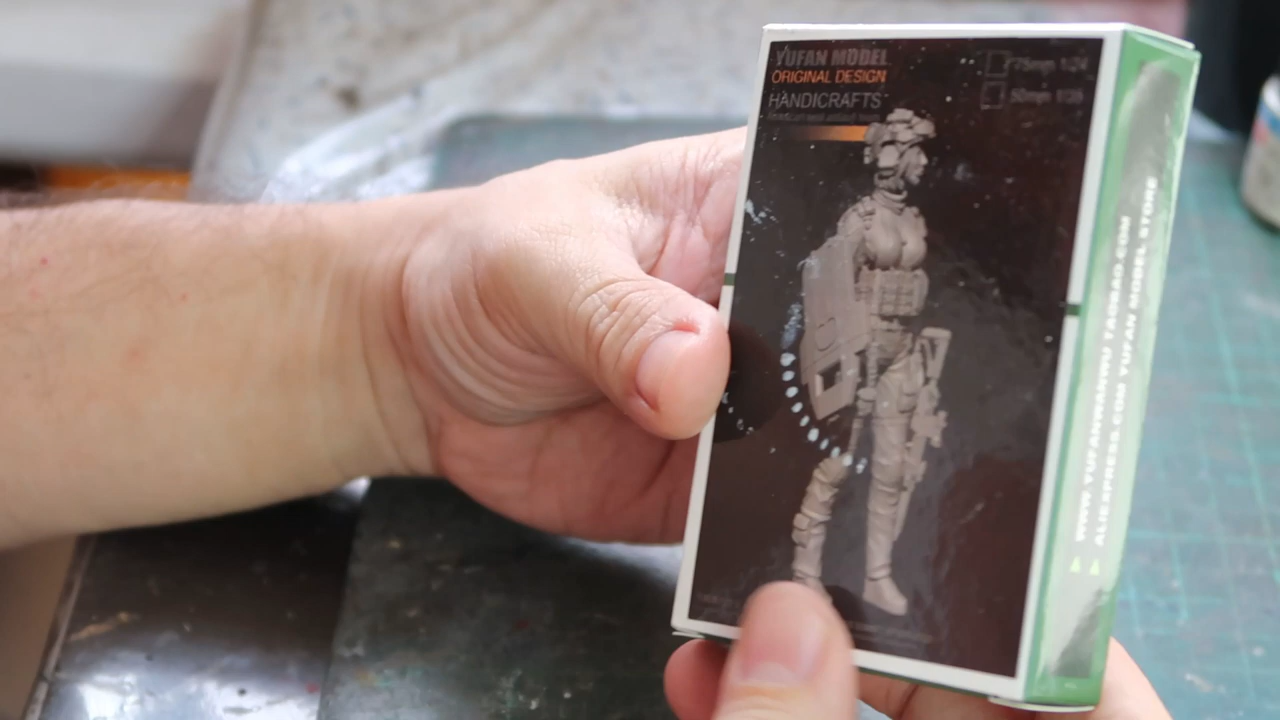 YUFAN MODEL
ORIGINAL DESIGN
HANDICRAFTS
75mm 1/24
50mm 1/35
WWW.YUFANWANWU.TAOBAO.COM
ALIEXPRESS.COM YUFAN MODEL STORE